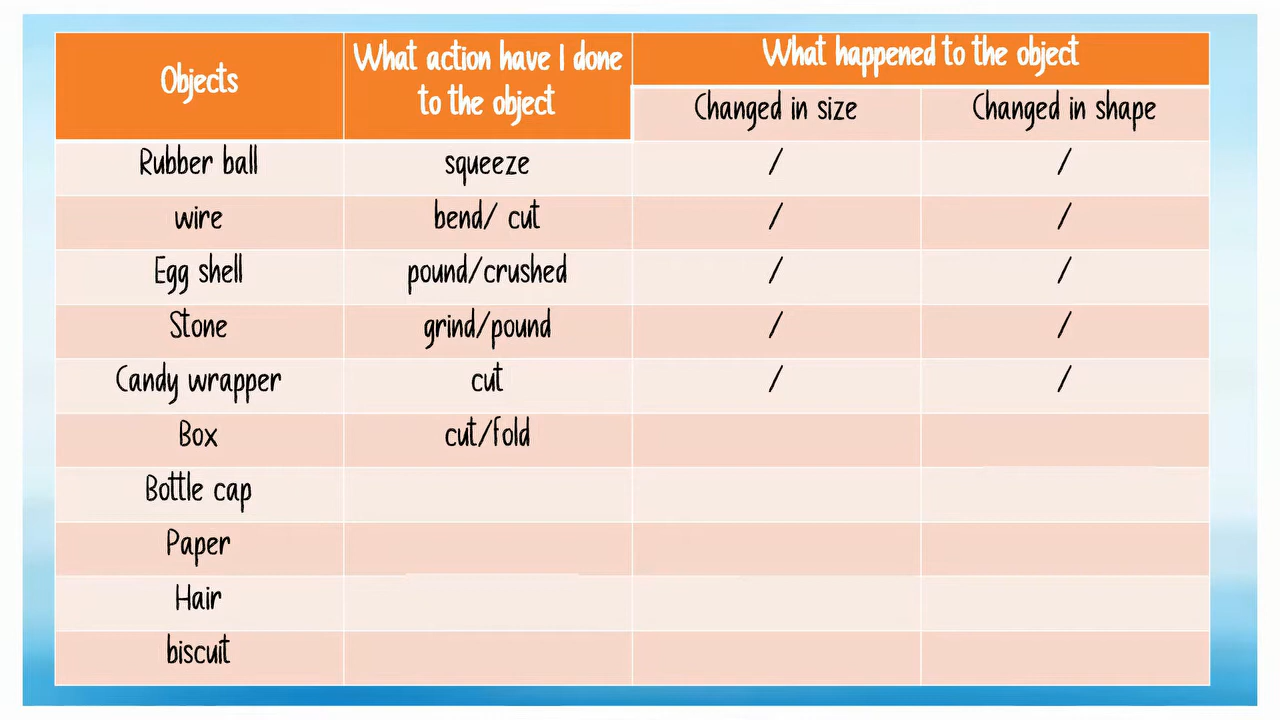 Objects
What action have I done
to the object
What happened to the object
Changed in size
Changed in shape
Rubber ball
squeeze
/
/
wire
bend/ cut
/
/
Egg shell
pound/crushed
/
/
Stone
grind/pound
/
/
Candy wrapper
cut
/
/
Box
cut/fold
Bottle cap
Paper
Hair
biscuit